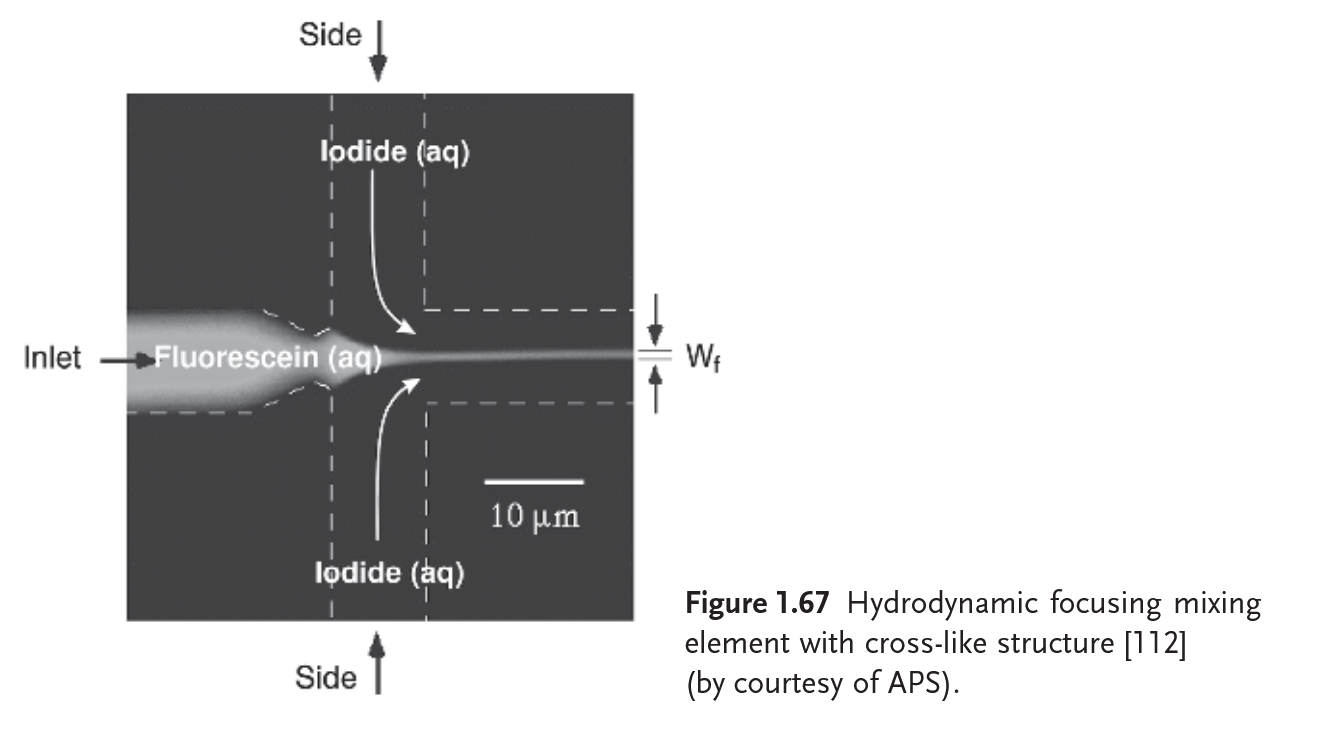 Side
Iodide (aq)
Inlet
Fluorescein (aq)
Wf
10 μm
Iodide (aq)
Side
Figure 1.67 Hydrodynamic focusing mixing
element with cross-like structure [112]
(by courtesy of APS).